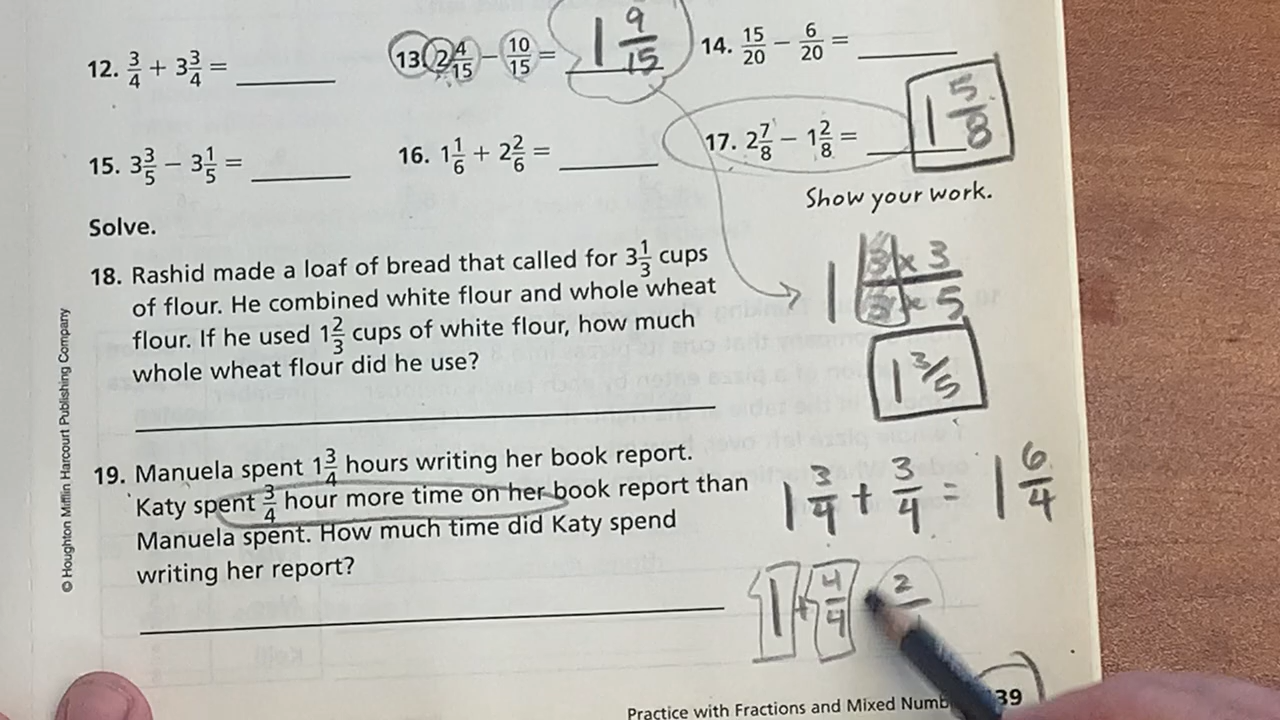 12. 3/4 + 3 3/4 = ______
13. 2 4/15 − 10/15 = 1 9/15
14. 15/20 − 6/20 = ______
15. 3 3/5 − 3 1/5 = ______
16. 1 1/6 + 2 2/6 = ______
17. 2 7/8 − 1 2/8 = 1 5/8
Show your work.
Solve.
18. Rashid made a loaf of bread that called for 3 1/3 cups
of flour. He combined white flour and whole wheat
flour. If he used 1 2/3 cups of white flour, how much
whole wheat flour did he use?
1 3 × 3
3 × 5
1 3/5
19. Manuela spent 1 3/4 hours writing her book report.
Katy spent 3/4 hour more time on her book report than
Manuela spent. How much time did Katy spend
writing her report?
1 3/4 + 3/4 = 1 6/4
1 + 4/4 2
© Houghton Mifflin Harcourt Publishing Company
Practice with Fractions and Mixed 39